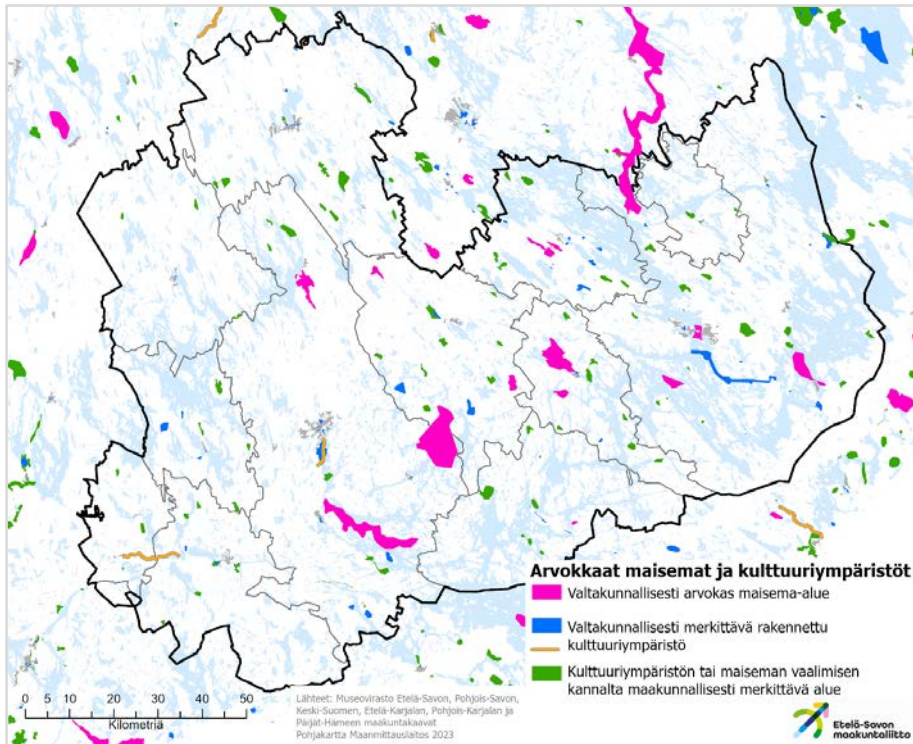 Arvokkaat maisemat ja kulttuuriympäristöt
Valtakunnallisesti arvokas maisema-alue
Valtakunnallisesti merkittävä rakennettu
kulttuuriympäristö
Kulttuuriympäristön tai maiseman vaalimisen
kannalta maakunnallisesti merkittävä alue
0 5 10 20 30 40 50
Kilometriä
Lähteet: Museovirasto Etelä-Savon, Pohjois-Savon,
Keski-Suomen, Etelä-Karjalan, Pohjois-Karjalan ja
Päijät-Hämeen maakuntakaavat
Pohjakartta Maanmittauslaitos 2023
Etelä-Savon
maakuntaliitto